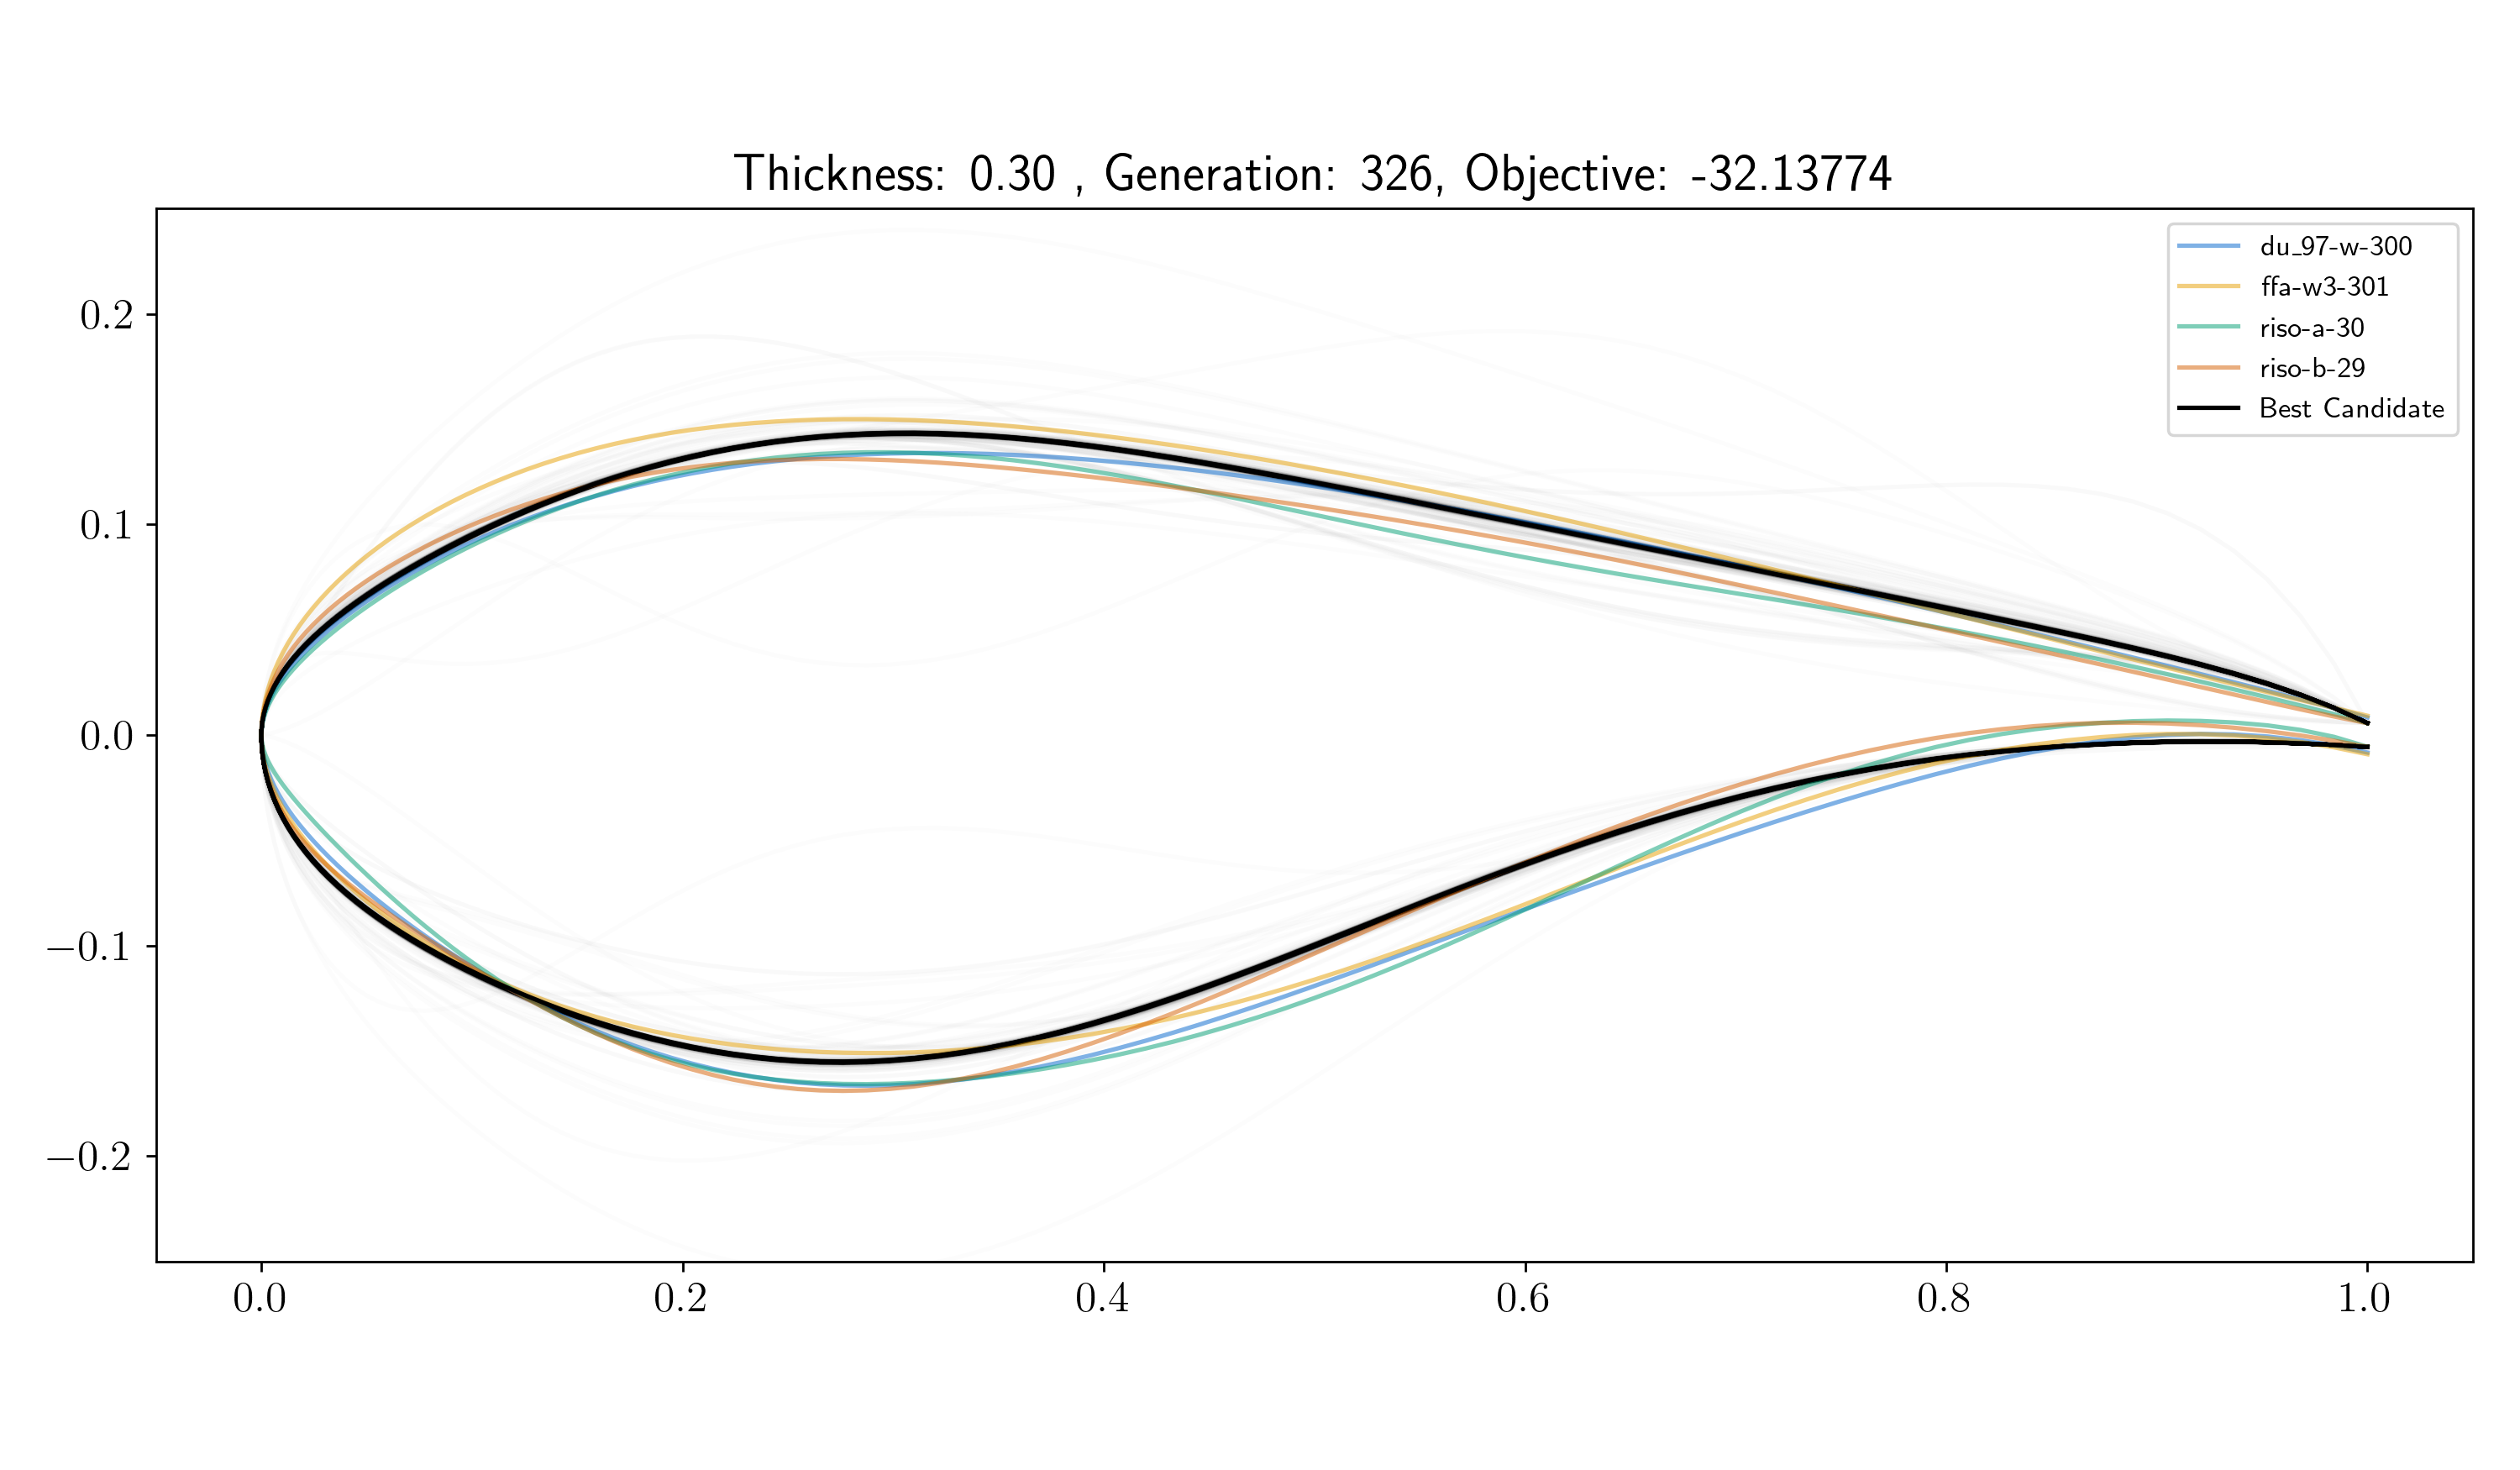 Thickness: 0.30 , Generation: 326, Objective: -32.13774
du_97-w-300
ffa-w3-301
riso-a-30
riso-b-29
Best Candidate
0.2
0.1
0.0
−0.1
−0.2
0.0 0.2 0.4 0.6 0.8 1.0